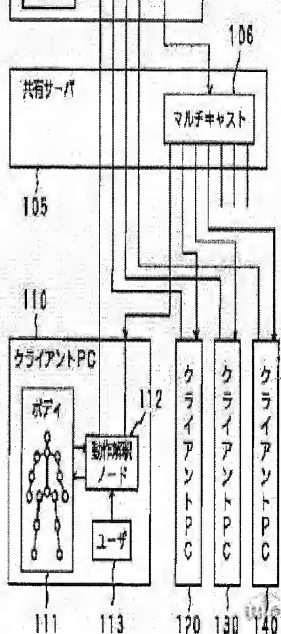 106
共有サーバ
マルチキャスト
105
110
クライアントPC
ボディ
112
動作解釈
ノード
ユーザ
クライアントPC
クライアントPC
クライアントPC
111
113
120
130
140